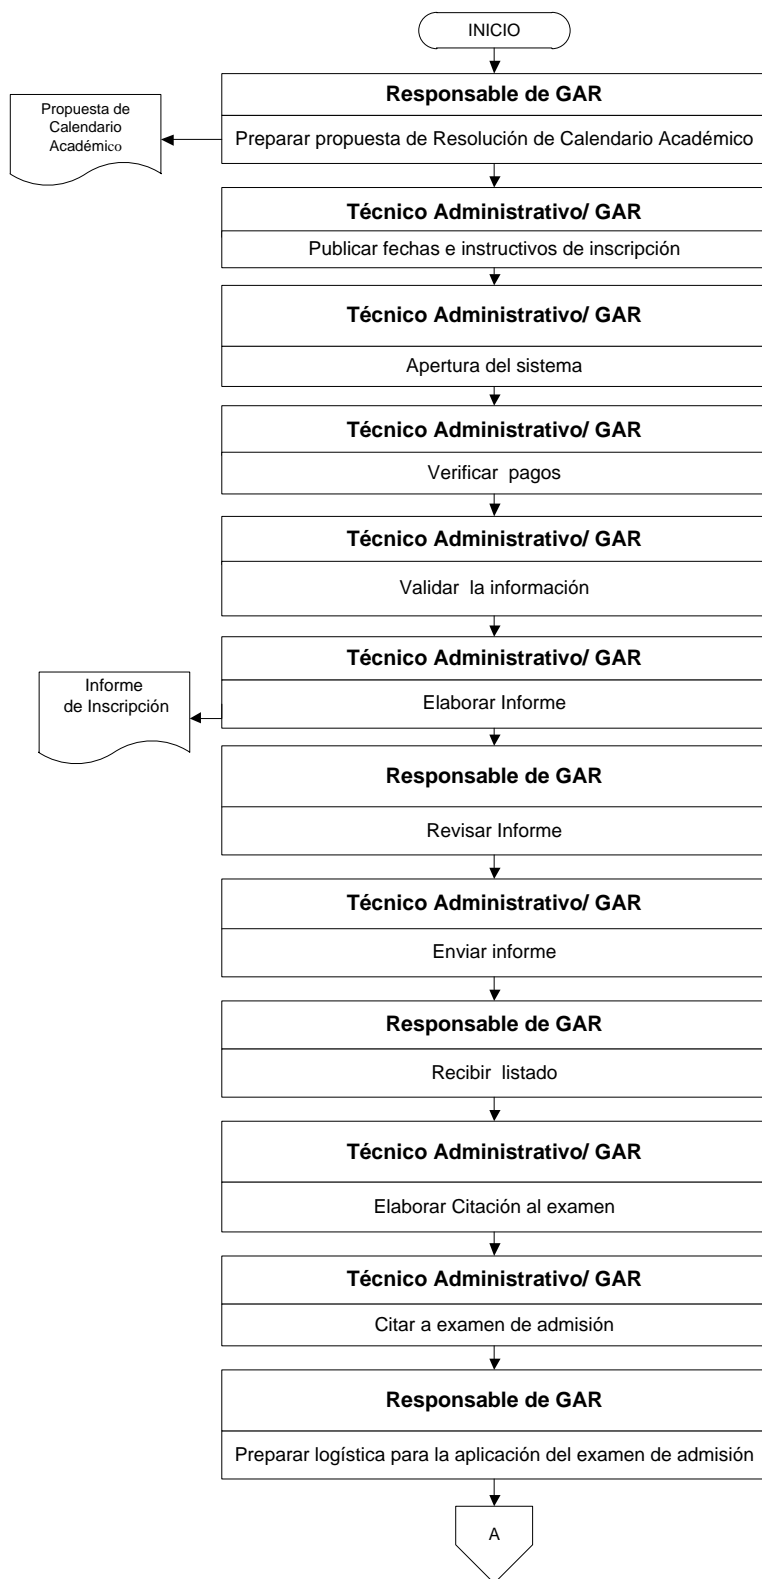 INICIO
Responsable de GAR
Propuesta de
Calendario
Académico
Preparar propuesta de Resolución de Calendario Académico
Técnico Administrativo/ GAR
Publicar fechas e instructivos de inscripción
Técnico Administrativo/ GAR
Apertura del sistema
Técnico Administrativo/ GAR
Verificar pagos
Técnico Administrativo/ GAR
Validar la información
Técnico Administrativo/ GAR
Informe
de Inscripción
Elaborar Informe
Responsable de GAR
Revisar Informe
Técnico Administrativo/ GAR
Enviar informe
Responsable de GAR
Recibir listado
Técnico Administrativo/ GAR
Elaborar Citación al examen
Técnico Administrativo/ GAR
Citar a examen de admisión
Responsable de GAR
Preparar logística para la aplicación del examen de admisión
A